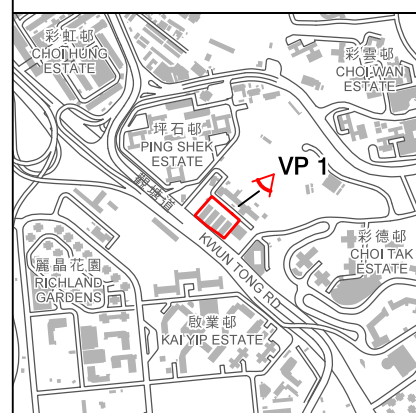 彩虹邨
CHOI HUNG
ESTATE
彩雲邨
CHOI WAN
ESTATE
坪石邨
PING SHEK
ESTATE
VP 1
觀塘道
KWUN TONG RD
彩德邨
CHOI TAK
ESTATE
麗晶花園
RICHLAND
GARDENS
啟業邨
KAI YIP ESTATE